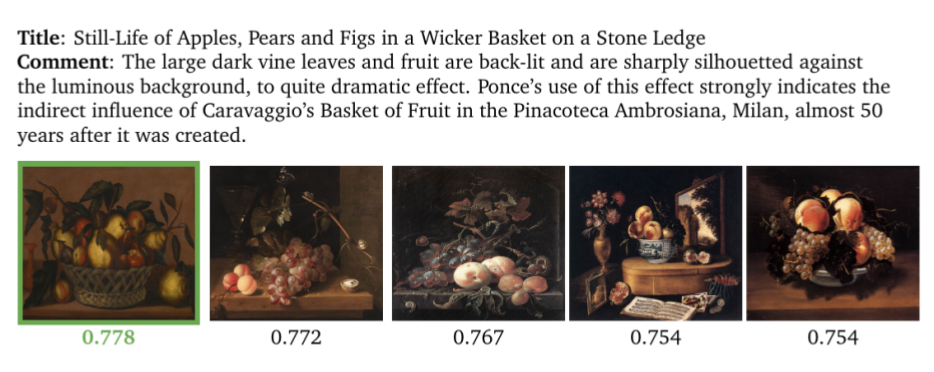 Title: Still-Life of Apples, Pears and Figs in a Wicker Basket on a Stone Ledge
Comment: The large dark vine leaves and fruit are back-lit and are sharply silhouetted against
the luminous background, to quite dramatic effect. Ponce’s use of this effect strongly indicates the
indirect influence of Caravaggio’s Basket of Fruit in the Pinacoteca Ambrosiana, Milan, almost 50
years after it was created.
0.778 0.772 0.767 0.754 0.754